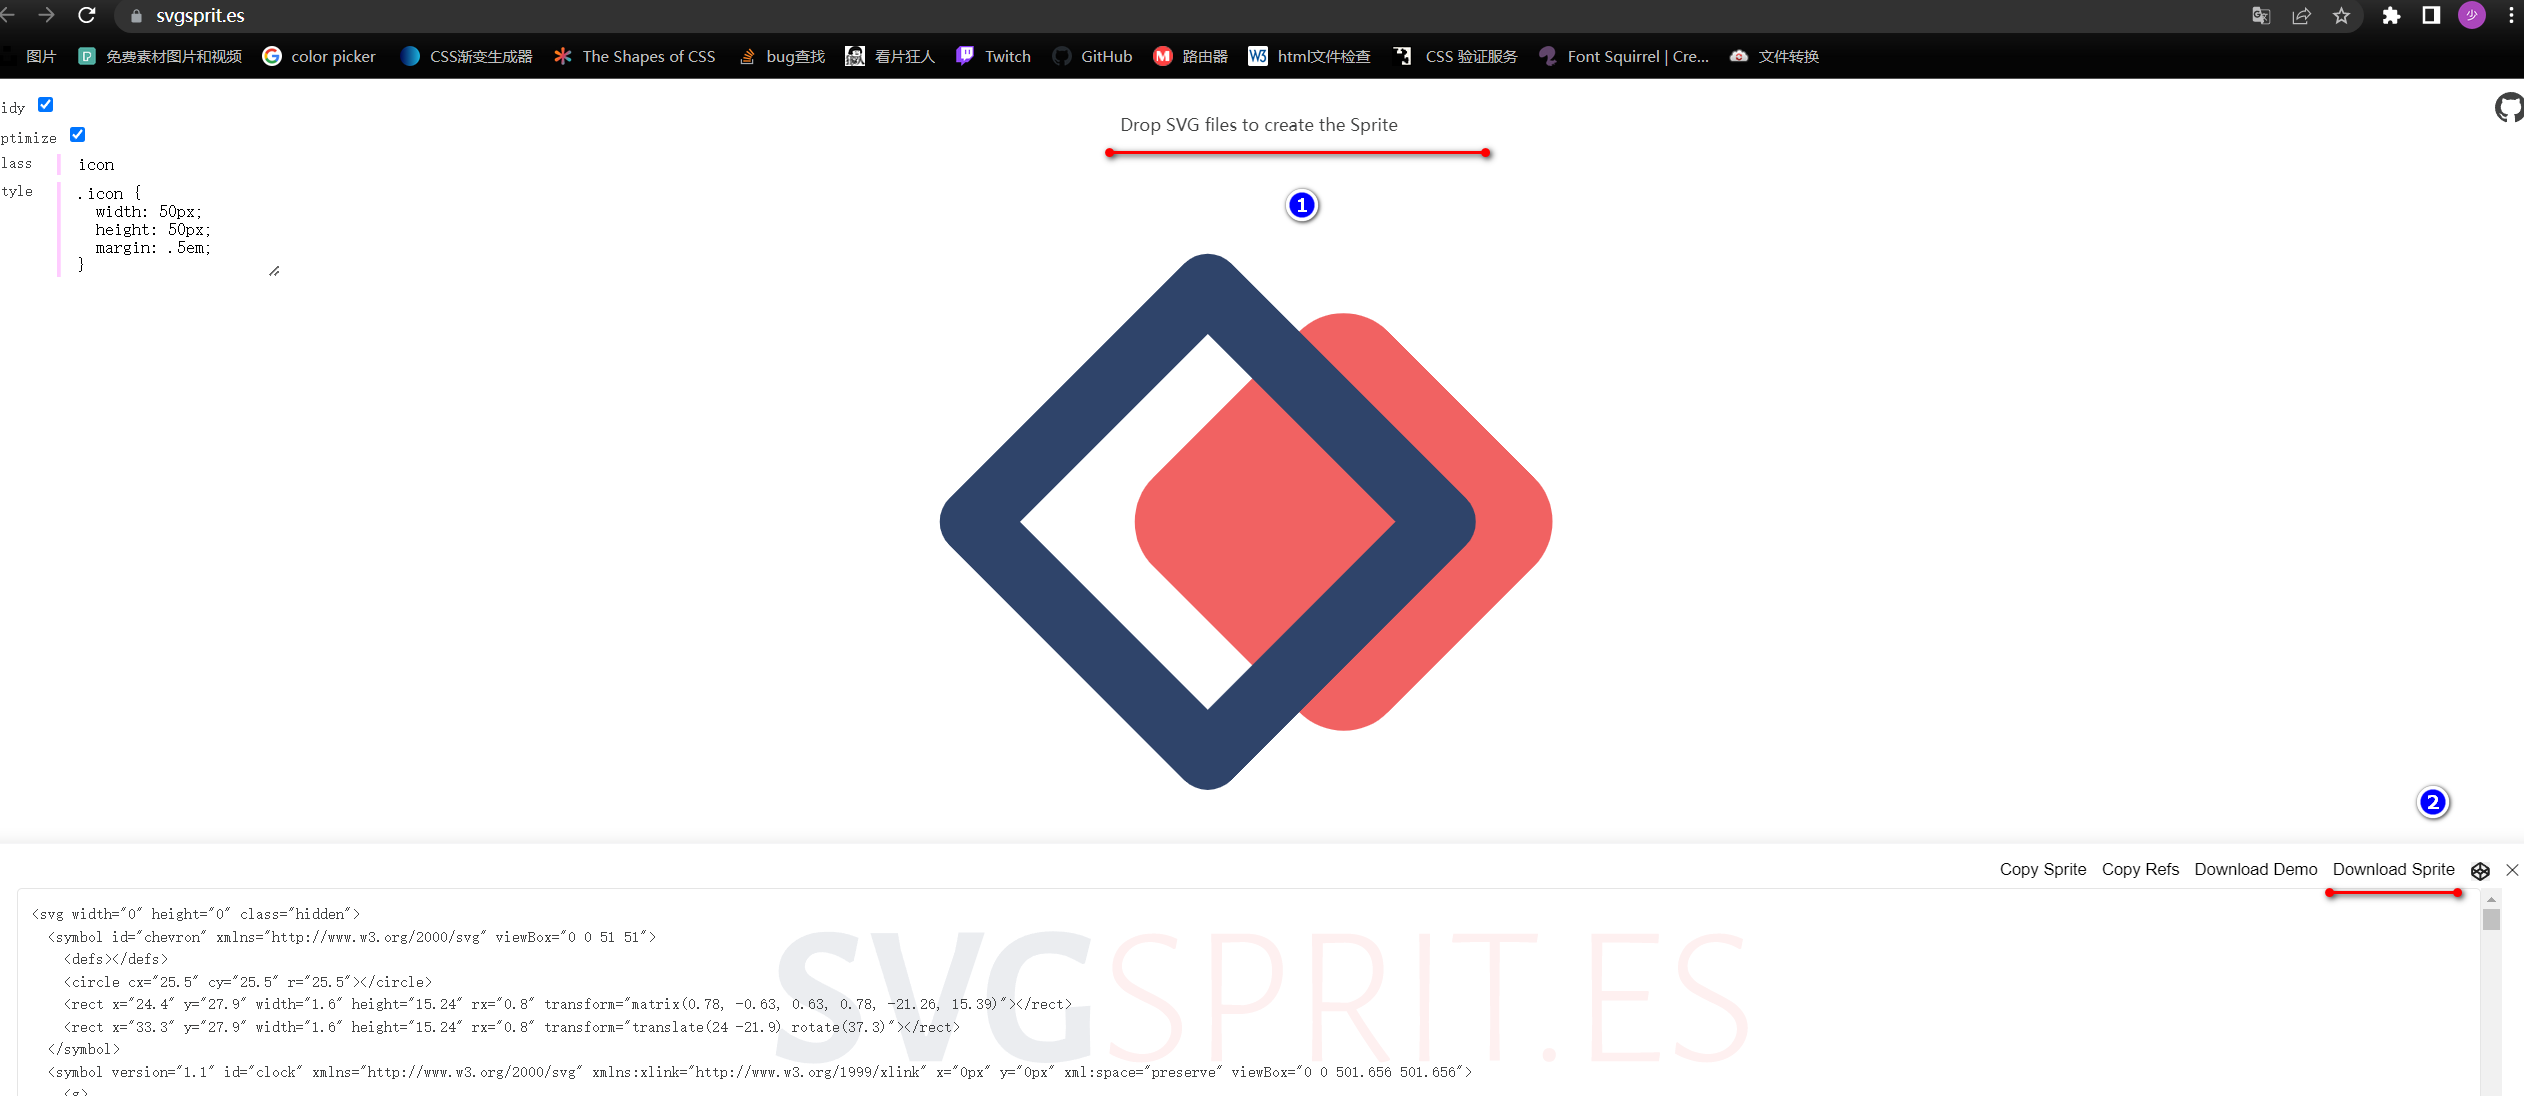 svgsprit.es
少
图片 免费素材图片和视频 color picker CSS渐变生成器 The Shapes of CSS bug查找 看片狂人 Twitch GitHub 路由器 html文件检查 CSS 验证服务 Font Squirrel | Cre... 文件转换
idy
ptimize
lass icon
tyle .icon {
width: 50px;
height: 50px;
margin: .5em;
}
Drop SVG files to create the Sprite
1
2
Copy Sprite Copy Refs Download Demo Download Sprite
<svg width="0" height="0" class="hidden">
<symbol id="chevron" xmlns="http://www.w3.org/2000/svg" viewBox="0 0 51 51">
<defs></defs>
<circle cx="25.5" cy="25.5" r="25.5"></circle>
<rect x="24.4" y="27.9" width="1.6" height="15.24" rx="0.8" transform="matrix(0.78, -0.63, 0.63, 0.78, -21.26, 15.39)"></rect>
<rect x="33.3" y="27.9" width="1.6" height="15.24" rx="0.8" transform="translate(24 -21.9) rotate(37.3)"></rect>
</symbol>
<symbol version="1.1" id="clock" xmlns="http://www.w3.org/2000/svg" xmlns:xlink="http://www.w3.org/1999/xlink" x="0px" y="0px" xml:space="preserve" viewBox="0 0 501.656 501.656">
<g>
SVGSPRIT.ES